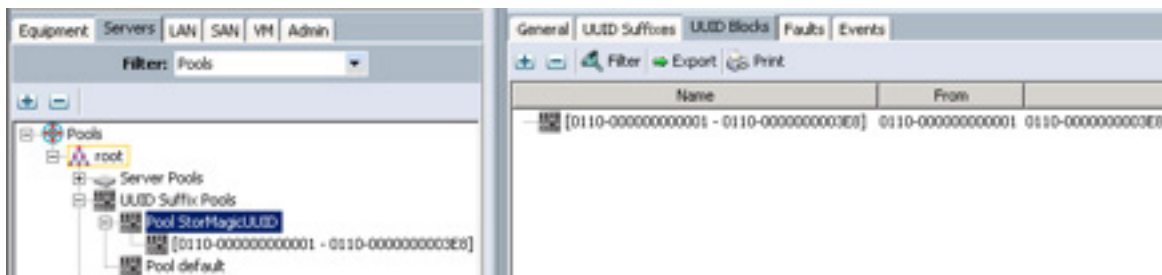 Equipment Servers LAN SAN VM Admin
Filter: Pools
Pools
root
Server Pools
UUID Suffix Pools
Pool StorMagicUUID
[0110-000000000001 - 0110-0000000003E8]
Pool default
General UUID Suffixes UUID Blocks Faults Events
Filter Export Print
Name From
[0110-000000000001 - 0110-0000000003E8] 0110-000000000001 0110-0000000003E8